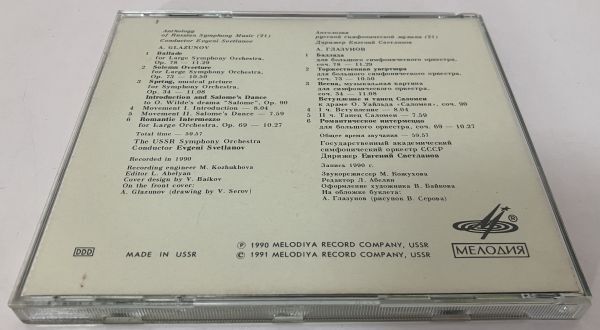 Anthology
of Russian Symphony Music (21)
Conductor Evgeni Svetlanov
A. GLAZUNOV
1 Ballade
for Large Symphony Orchestra,
Op. 78 — 11.29
2 Solemn Overture
for Large Symphony Orchestra,
Op. 73 — 10.50
3 Spring, musical picture
for Symphony Orchestra,
Op. 34 — 11.08
Introduction and Salome's Dance
to O. Wilde's drama "Salome", Op. 90
4 Movement I. Introduction — 8.04
5 Movement II. Salome's Dance — 7.59
6 Romantic Intermezzo
for Large Orchestra, Op. 69 — 10.27
Total time — 59.57
The USSR Symphony Orchestra
Conductor Evgeni Svetlanov
Recorded in 1990
Recording engineer M. Kozhukhova
Editor L. Abelyan
Cover design by V. Baikov
On the front cover:
A. Glazunov (drawing by V. Serov)
Антология
русской симфонической музыки (21)
Дирижер Евгений Светланов
А. ГЛАЗУНОВ
1 Баллада
для большого симфонического оркестра,
соч. 78 — 11.29
2 Торжественная увертюра
для большого симфонического оркестра,
соч. 73 — 10.50
3 Весна, музыкальная картина
для симфонического оркестра,
соч. 34 — 11.08
Вступление и танец Саломеи
к драме О. Уайльда «Саломея», соч. 90
4 I ч. Вступление — 8.04
5 II ч. Танец Саломеи — 7.59
6 Романтическое интермеццо
для большого оркестра, соч. 69 — 10.27
Общее время звучания — 59.57
Государственный академический
симфонический оркестр СССР
Дирижер Евгений Светланов
Запись 1990 г.
Звукорежиссер М. Кожухова
Редактор Л. Абелян
Оформление художника В. Байкова
На обложке буклета:
А. Глазунов (рисунок В. Серова)
DDD
MADE IN USSR
Ⓟ 1990 MELODIYA RECORD COMPANY, USSR
© 1991 MELODIYA RECORD COMPANY, USSR
®
МЕЛОДИЯ